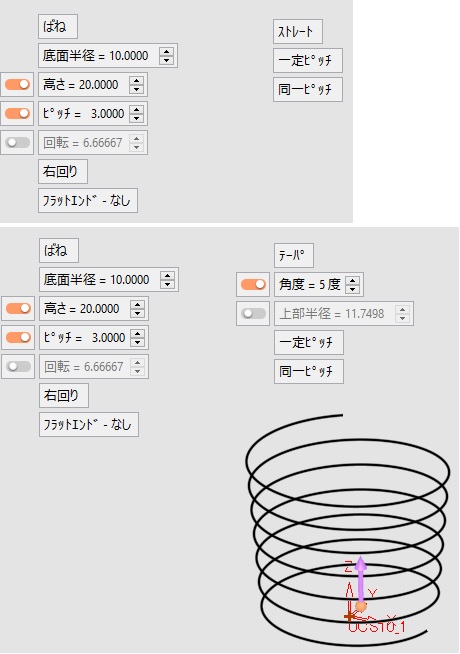 ばね
底面半径 = 10.0000
高さ = 20.0000
ﾋﾟｯﾁ = 3.0000
回転 = 6.66667
右回り
ﾌﾗｯﾄｴﾝﾄﾞ - なし
ｽﾄﾚｰﾄ
一定ﾋﾟｯﾁ
同一ﾋﾟｯﾁ
ばね
底面半径 = 10.0000
高さ = 20.0000
ﾋﾟｯﾁ = 3.0000
回転 = 6.66667
右回り
ﾌﾗｯﾄｴﾝﾄﾞ - なし
ﾃｰﾊﾟ
角度 = 5 度
上部半径 = 11.7498
一定ﾋﾟｯﾁ
同一ﾋﾟｯﾁ
Z
Y